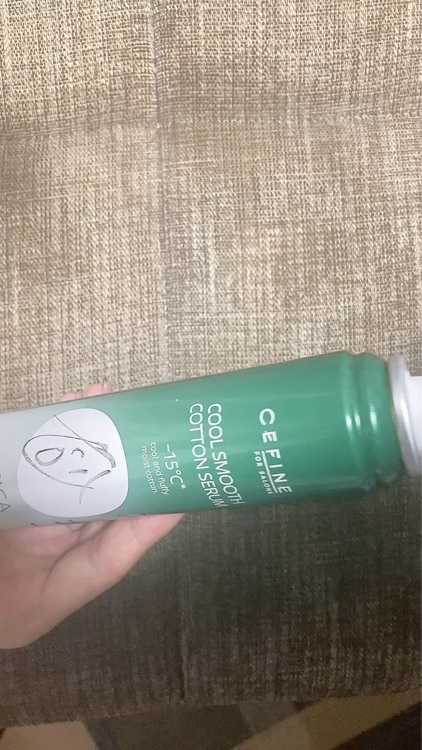 CEFINE
FOR SALON
COOL SMOOTH
COTTON SERUM
-15°C*
cool and fluffy
moist cotton